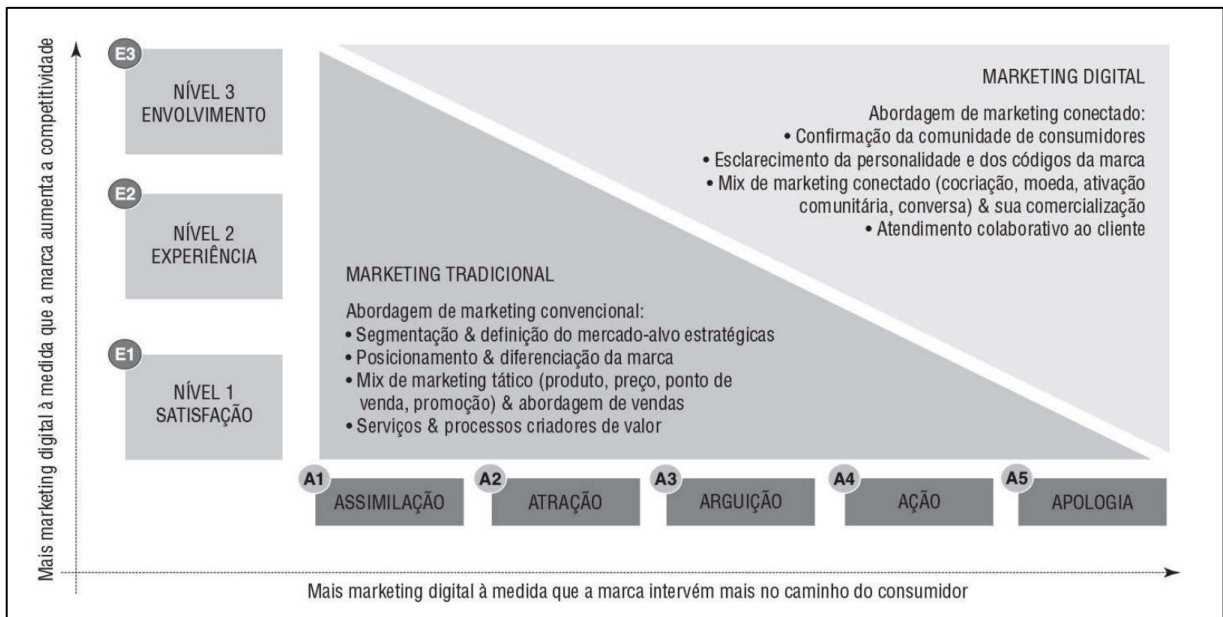 Mais marketing digital à medida que a marca aumenta a competitividade
E3
NÍVEL 3
ENVOLVIMENTO
E2
NÍVEL 2
EXPERIÊNCIA
E1
NÍVEL 1
SATISFAÇÃO
MARKETING DIGITAL
Abordagem de marketing conectado:
• Confirmação da comunidade de consumidores
• Esclarecimento da personalidade e dos códigos da marca
• Mix de marketing conectado (cocriação, moeda, ativação
comunitária, conversa) & sua comercialização
• Atendimento colaborativo ao cliente
MARKETING TRADICIONAL
Abordagem de marketing convencional:
• Segmentação & definição do mercado-alvo estratégicas
• Posicionamento & diferenciação da marca
• Mix de marketing tático (produto, preço, ponto de
venda, promoção) & abordagem de vendas
• Serviços & processos criadores de valor
A1
ASSIMILAÇÃO
A2
ATRAÇÃO
A3
ARGUIÇÃO
A4
AÇÃO
A5
APOLOGIA
Mais marketing digital à medida que a marca intervém mais no caminho do consumidor